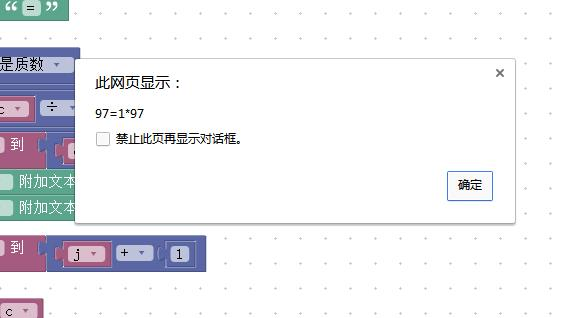 “ = ”
是质数
此网页显示：
97=1*97
c ÷
禁止此页再显示对话框。
到
附加文本
确定
附加文本
到 j + 1
c